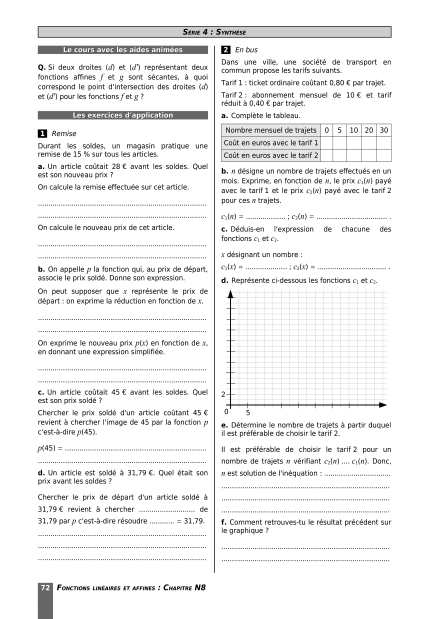 SÉRIE 4 : SYNTHÈSE
Le cours avec les aides animées
Q. Si deux droites (d) et (d') représentant deux
fonctions affines f et g sont sécantes, à quoi
correspond le point d'intersection des droites (d)
et (d') pour les fonctions f et g ?
Les exercices d'application
1 Remise
Durant les soldes, un magasin pratique une
remise de 15 % sur tous les articles.
a. Un article coûtait 28 € avant les soldes. Quel
est son nouveau prix ?
On calcule la remise effectuée sur cet article.
On calcule le nouveau prix de cet article.
b. On appelle p la fonction qui, au prix de départ,
associe le prix soldé. Donne son expression.
On peut supposer que x représente le prix de
départ : on exprime la réduction en fonction de x.
On exprime le nouveau prix p(x) en fonction de x,
en donnant une expression simplifiée.
c. Un article coûtait 45 € avant les soldes. Quel
est son prix soldé ?
Chercher le prix soldé d'un article coûtant 45 €
revient à chercher l'image de 45 par la fonction p
c'est-à-dire p(45).
p(45) = ..........................................................
d. Un article est soldé à 31,79 €. Quel était son
prix avant les soldes ?
Chercher le prix de départ d'un article soldé à
31,79 € revient à chercher .......................... de
31,79 par p c'est-à-dire résoudre ............ = 31,79.
2 En bus
Dans une ville, une société de transport en
commun propose les tarifs suivants.
Tarif 1 : ticket ordinaire coûtant 0,80 € par trajet.
Tarif 2 : abonnement mensuel de 10 € et tarif
réduit à 0,40 € par trajet.
a. Complète le tableau.
Nombre mensuel de trajets 0 5 10 20 30
Coût en euros avec le tarif 1
Coût en euros avec le tarif 2
b. n désigne un nombre de trajets effectués en un
mois. Exprime, en fonction de n, le prix c₁(n) payé
avec le tarif 1 et le prix c₂(n) payé avec le tarif 2
pour ces n trajets.
c₁(n) = ................... ; c₂(n) = ................................ .
c. Déduis-en l'expression de chacune des
fonctions c₁ et c₂.
x désignant un nombre :
c₁(x) = .................... ; c₂(x) = ................................ .
d. Représente ci-dessous les fonctions c₁ et c₂.
2
0 5
e. Détermine le nombre de trajets à partir duquel
il est préférable de choisir le tarif 2.
Il est préférable de choisir le tarif 2 pour un
nombre de trajets n vérifiant c₂(n) .... c₁(n). Donc,
n est solution de l'inéquation : ..............................
f. Comment retrouves-tu le résultat précédent sur
le graphique ?
72 FONCTIONS LINÉAIRES ET AFFINES : CHAPITRE N8